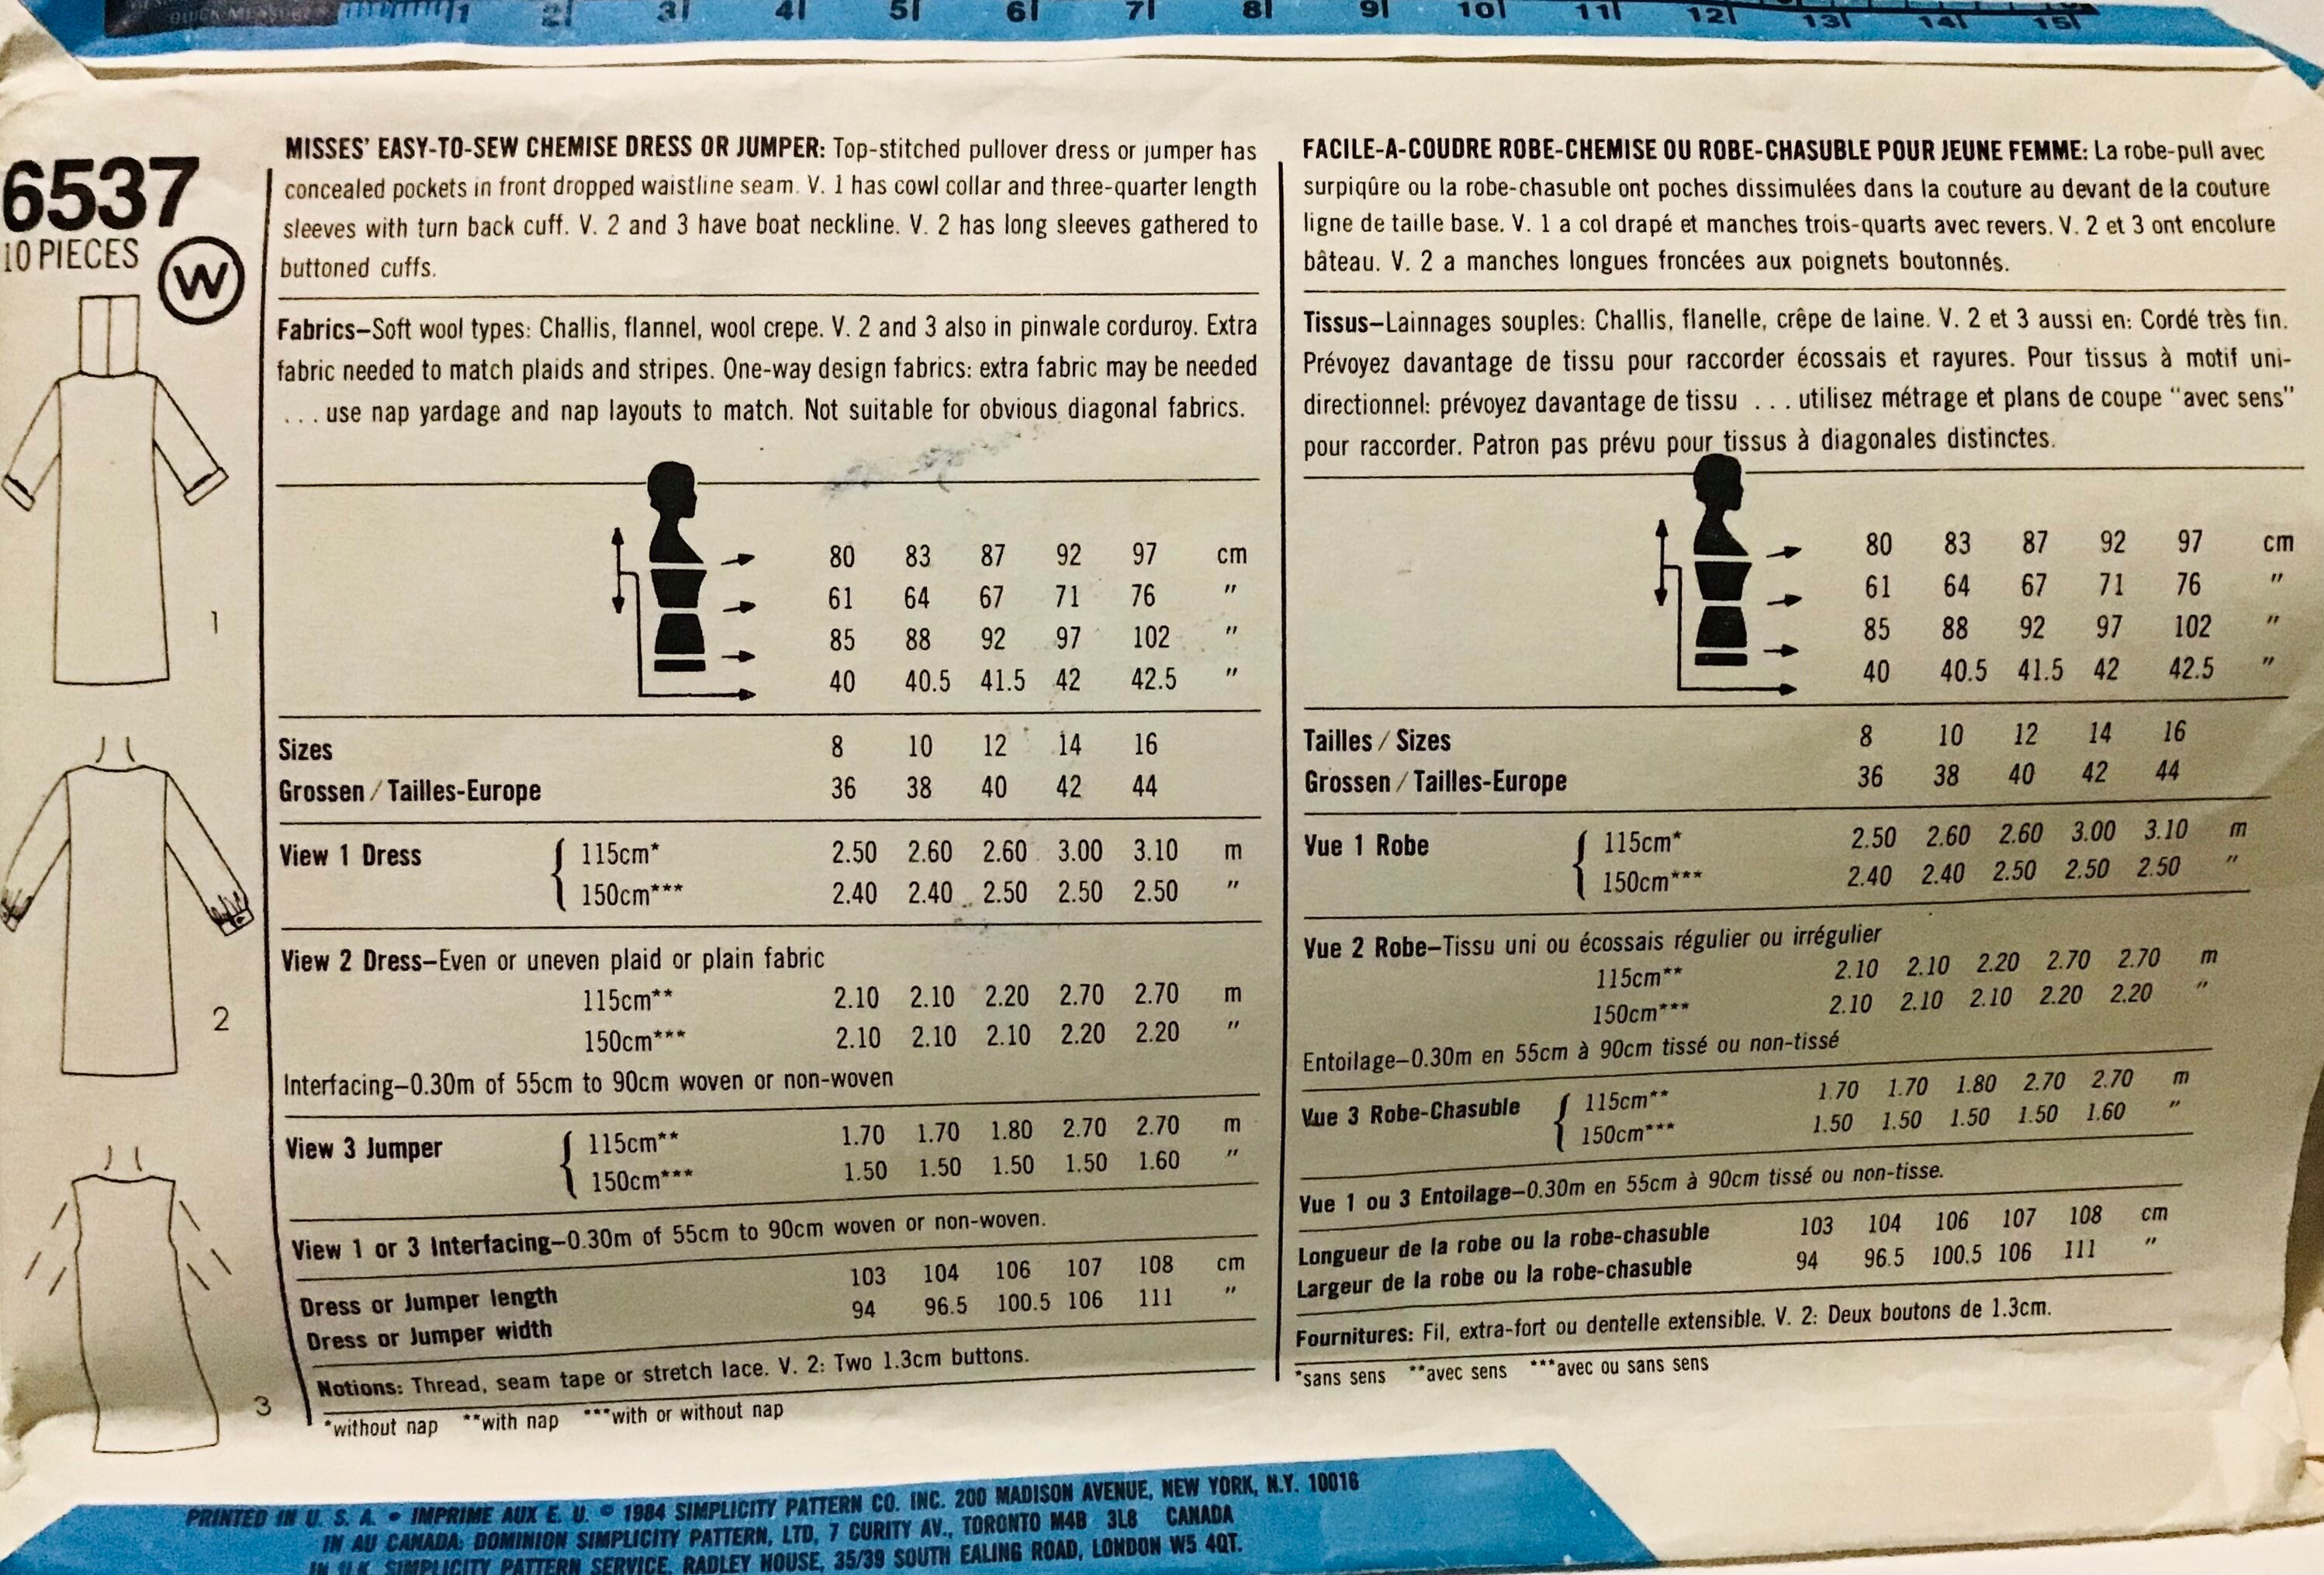 1 2 3 4 5 6 7 8 9 10 11 12 13 14 15
6537
10 PIECES
W
1
2
3
MISSES' EASY-TO-SEW CHEMISE DRESS OR JUMPER: Top-stitched pullover dress or jumper has
concealed pockets in front dropped waistline seam. V. 1 has cowl collar and three-quarter length
sleeves with turn back cuff. V. 2 and 3 have boat neckline. V. 2 has long sleeves gathered to
buttoned cuffs.
Fabrics–Soft wool types: Challis, flannel, wool crepe. V. 2 and 3 also in pinwale corduroy. Extra
fabric needed to match plaids and stripes. One-way design fabrics: extra fabric may be needed
. . . use nap yardage and nap layouts to match. Not suitable for obvious diagonal fabrics.
80 83 87 92 97 cm
61 64 67 71 76 "
85 88 92 97 102 "
40 40.5 41.5 42 42.5 "
Sizes 8 10 12 14 16
Grossen / Tailles-Europe 36 38 40 42 44
View 1 Dress { 115cm* 2.50 2.60 2.60 3.00 3.10 m
150cm*** 2.40 2.40 2.50 2.50 2.50 "
View 2 Dress–Even or uneven plaid or plain fabric
115cm** 2.10 2.10 2.20 2.70 2.70 m
150cm*** 2.10 2.10 2.10 2.20 2.20 "
Interfacing–0.30m of 55cm to 90cm woven or non-woven
View 3 Jumper { 115cm** 1.70 1.70 1.80 2.70 2.70 m
150cm*** 1.50 1.50 1.50 1.50 1.60 "
View 1 or 3 Interfacing–0.30m of 55cm to 90cm woven or non-woven.
Dress or Jumper length 103 104 106 107 108 cm
Dress or Jumper width 94 96.5 100.5 106 111 "
Notions: Thread, seam tape or stretch lace. V. 2: Two 1.3cm buttons.
*without nap **with nap ***with or without nap
FACILE-A-COUDRE ROBE-CHEMISE OU ROBE-CHASUBLE POUR JEUNE FEMME: La robe-pull avec
surpiqûre ou la robe-chasuble ont poches dissimulées dans la couture au devant de la couture
ligne de taille base. V. 1 a col drapé et manches trois-quarts avec revers. V. 2 et 3 ont encolure
bâteau. V. 2 a manches longues froncées aux poignets boutonnés.
Tissus–Lainnages souples: Challis, flanelle, crêpe de laine. V. 2 et 3 aussi en: Cordé très fin.
Prévoyez davantage de tissu pour raccorder écossais et rayures. Pour tissus à motif uni-
directionnel: prévoyez davantage de tissu . . . utilisez métrage et plans de coupe "avec sens"
pour raccorder. Patron pas prévu pour tissus à diagonales distinctes.
80 83 87 92 97 cm
61 64 67 71 76 "
85 88 92 97 102 "
40 40.5 41.5 42 42.5 "
Tailles / Sizes 8 10 12 14 16
Grossen / Tailles-Europe 36 38 40 42 44
Vue 1 Robe { 115cm* 2.50 2.60 2.60 3.00 3.10 m
150cm*** 2.40 2.40 2.50 2.50 2.50 "
Vue 2 Robe–Tissu uni ou écossais régulier ou irrégulier
115cm** 2.10 2.10 2.20 2.70 2.70 m
150cm*** 2.10 2.10 2.10 2.20 2.20 "
Entoilage–0.30m en 55cm à 90cm tissé ou non-tissé
Vue 3 Robe-Chasuble { 115cm** 1.70 1.70 1.80 2.70 2.70 m
150cm*** 1.50 1.50 1.50 1.50 1.60 "
Vue 1 ou 3 Entoilage–0.30m en 55cm à 90cm tissé ou non-tisse.
Longueur de la robe ou la robe-chasuble 103 104 106 107 108 cm
Largeur de la robe ou la robe-chasuble 94 96.5 100.5 106 111 "
Fournitures: Fil, extra-fort ou dentelle extensible. V. 2: Deux boutons de 1.3cm.
*sans sens **avec sens ***avec ou sans sens
PRINTED IN U. S. A. • IMPRIME AUX E. U. © 1984 SIMPLICITY PATTERN CO. INC. 200 MADISON AVENUE, NEW YORK, N.Y. 10016
IN AU CANADA: DOMINION SIMPLICITY PATTERN, LTD, 7 CURITY AV., TORONTO M4B 3L8 CANADA
IN U.K. SIMPLICITY PATTERN SERVICE, RADLEY HOUSE, 35/39 SOUTH EALING ROAD, LONDON W5 4QT.